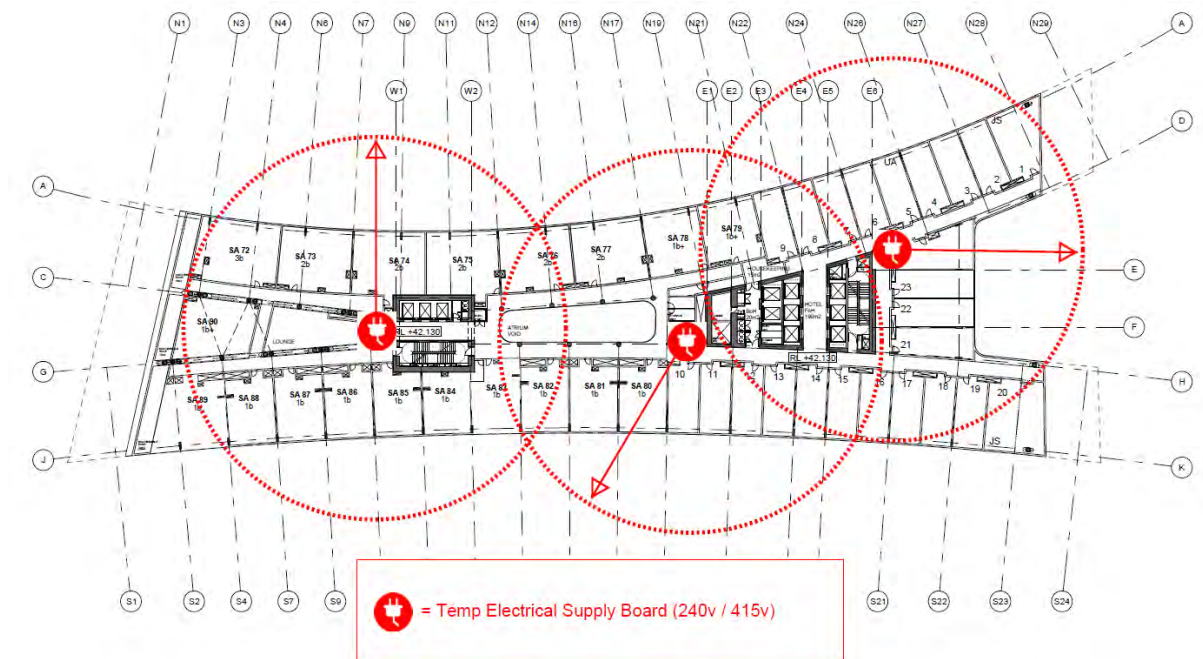 N1 N3 N4 N6 N7 N9 N11 N12 N14 N16 N17 N19 N21 N22 N24 N26 N27 N28 N29 A
W1 W2 E1 E2 E3 E4 E5 E6
D
A
C
G
J
E
F
H
K
JS
UA
1
2
3
4
5
6
8
9
SA 72
3b
SA 73
2b
SA 74
2b
SA 75
2b
SA 76
2b
SA 77
2b
SA 78
1b+
SA 79
1b+
HOUSEKEEPING
HOTEL
23
22
21
SA 90
1b+
LOUNGE
RL +42.130
ATRIUM
VOID
RL +42.130
SA 89
1b
SA 88
1b
SA 87
1b
SA 86
1b
SA 85
1b
SA 84
1b
1b
SA 82
1b
SA 81
1b
SA 80
1b
10 11 13 14 15 17 18 19 20
JS
S1 S2 S4 S7 S9 S21 S22 S23 S24
= Temp Electrical Supply Board (240v / 415v)